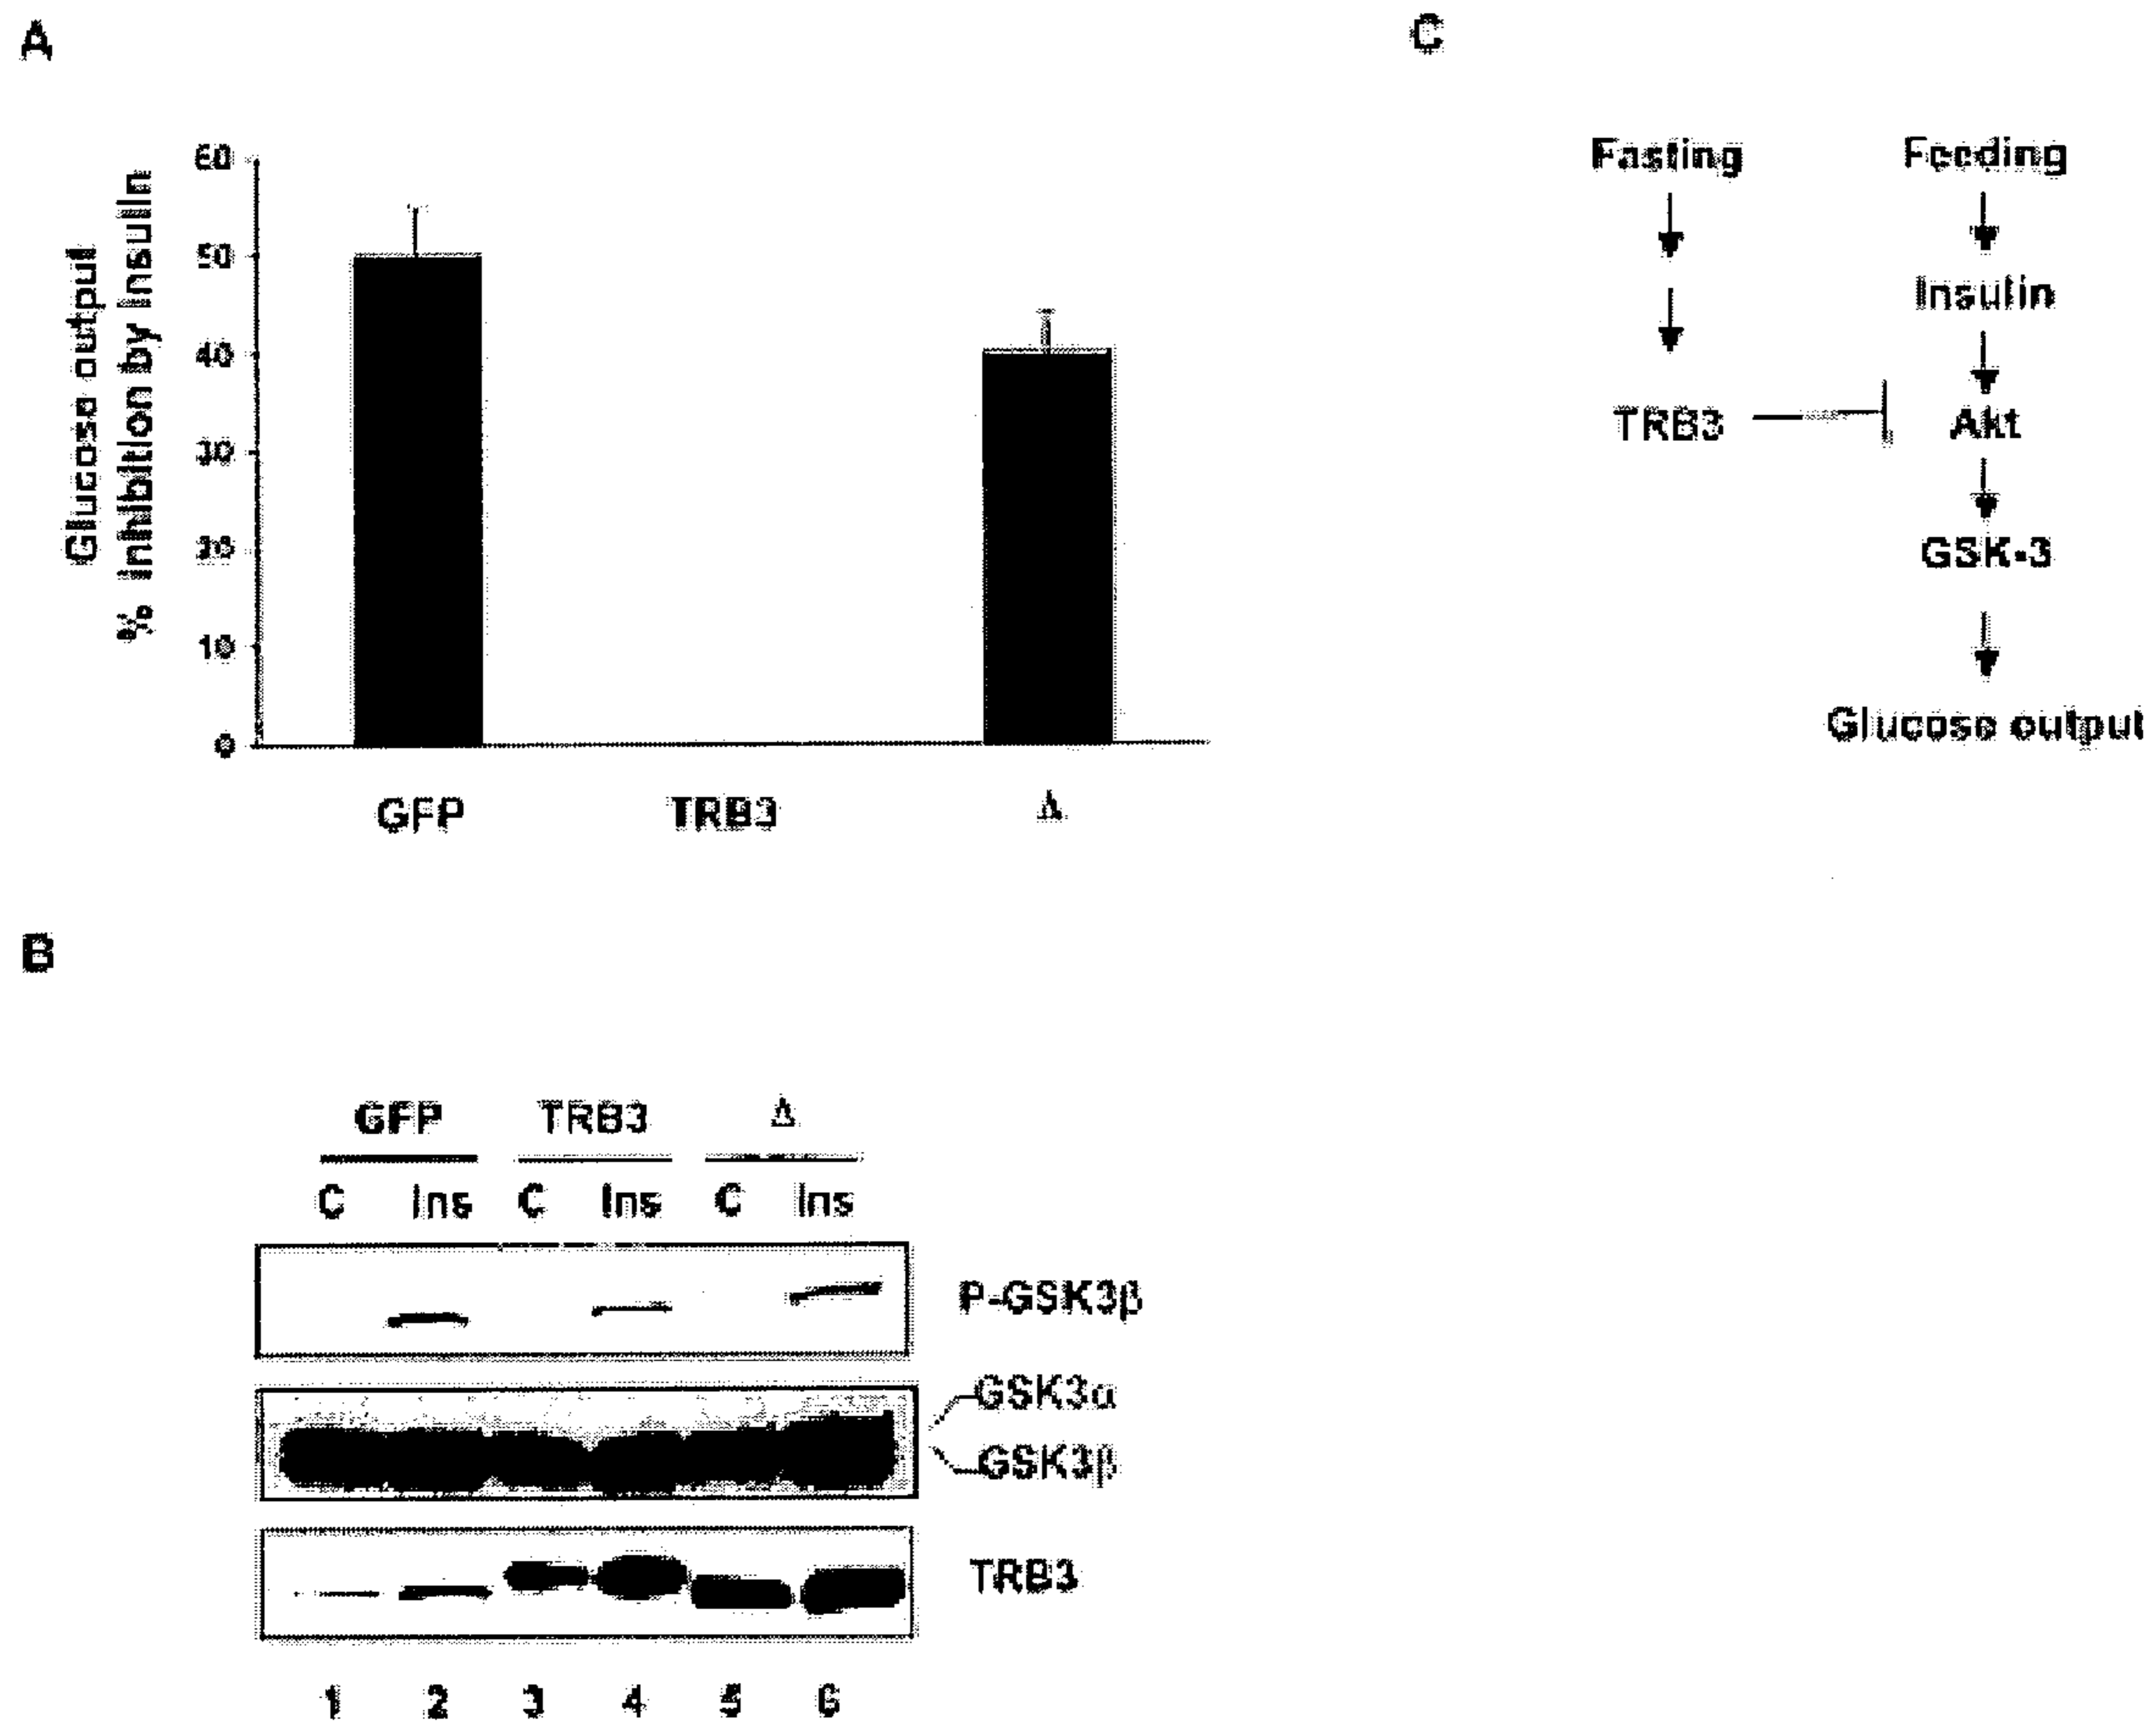 A
Glucose output
% Inhibition by Insulin
60
50
40
30
20
10
0
GFP TRB3 Δ
C
Fasting Feeding
Insulin
TRB3 Akt
GSK-3
Glucose output
B
GFP TRB3 Δ
C Ins C Ins C Ins
P-GSK3β
GSK3α
GSK3β
TRB3
1 2 3 4 5 6